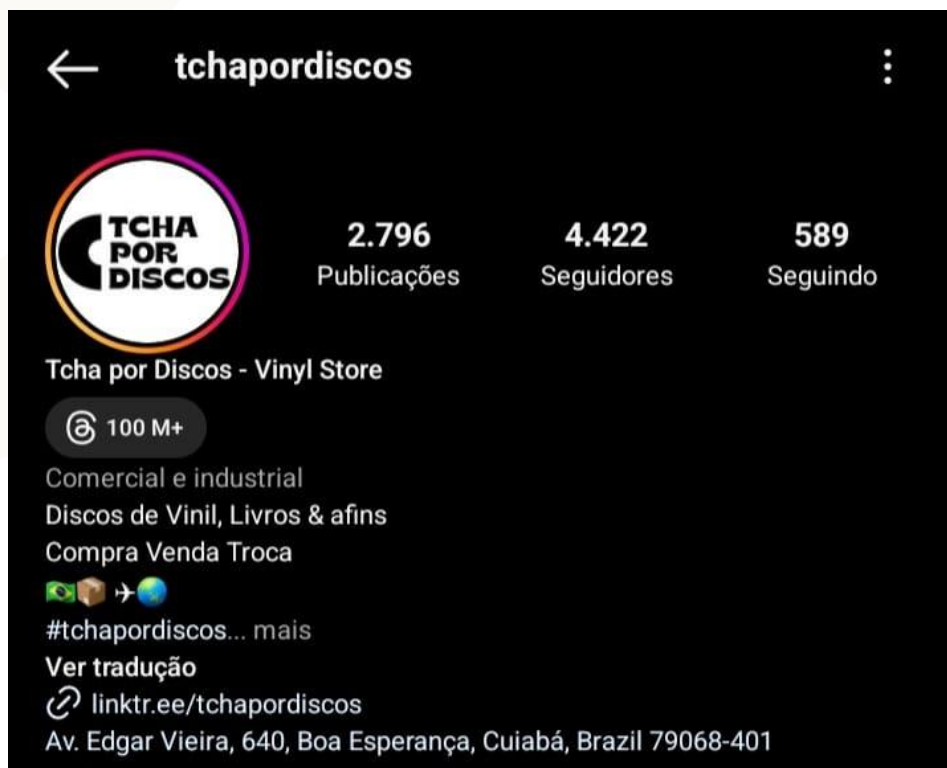 tchapordiscos
TCHA
POR
DISCOS
2.796
Publicações
4.422
Seguidores
589
Seguindo
Tcha por Discos - Vinyl Store
100 M+
Comercial e industrial
Discos de Vinil, Livros & afins
Compra Venda Troca
#tchapordiscos... mais
Ver tradução
linktr.ee/tchapordiscos
Av. Edgar Vieira, 640, Boa Esperança, Cuiabá, Brazil 79068-401